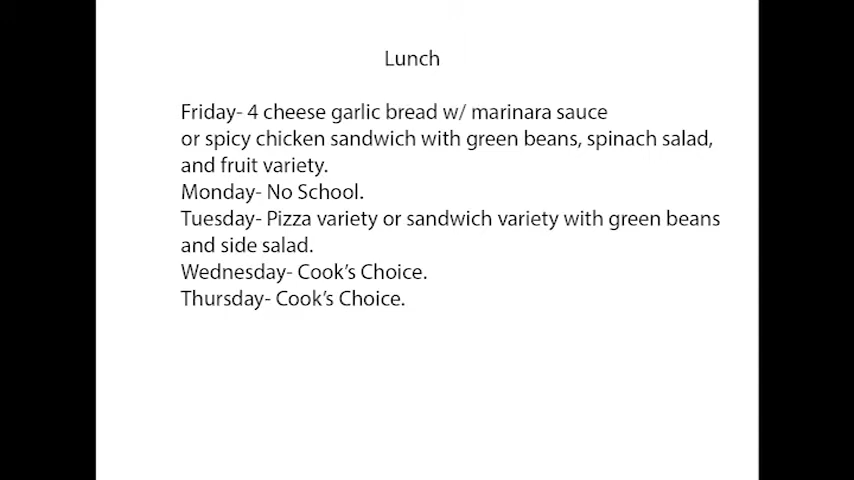 Lunch
Friday- 4 cheese garlic bread w/ marinara sauce
or spicy chicken sandwich with green beans, spinach salad,
and fruit variety.
Monday- No School.
Tuesday- Pizza variety or sandwich variety with green beans
and side salad.
Wednesday- Cook’s Choice.
Thursday- Cook’s Choice.